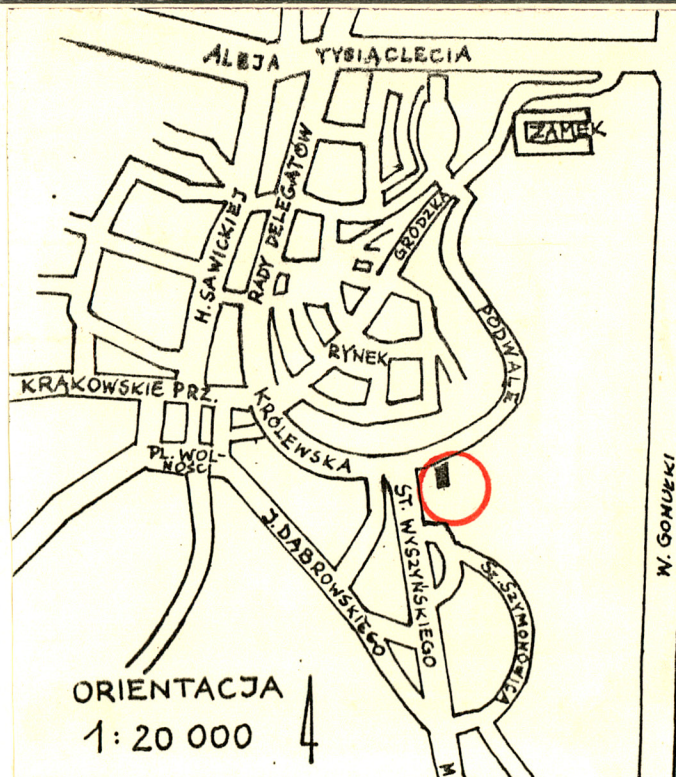 ALEJA TYSIĄCLECIA
ZAMEK
H. SAWICKIEJ
RADY DELEGATÓW
GRODZKA
PODWALE
RYNEK
KRAKOWSKIE PRZ.
KRÓLEWSKA
PL. WOL-
NOŚCI
ST. WYSZYŃSKIEGO
J. DĄBROWSKIEGO
SZ. SZYMONOWICA
W. GOMUŁKI
ORIENTACJA
1:20 000
M